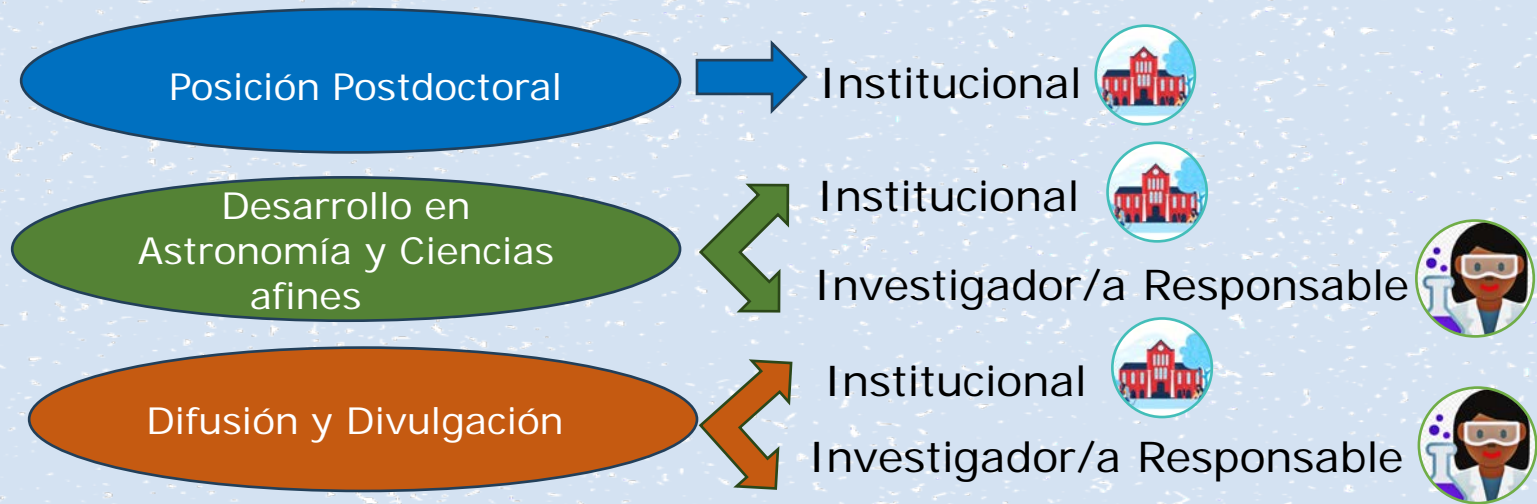 Posición Postdoctoral
Institucional
Desarrollo en
Astronomía y Ciencias
afines
Institucional
Investigador/a Responsable
Difusión y Divulgación
Institucional
Investigador/a Responsable